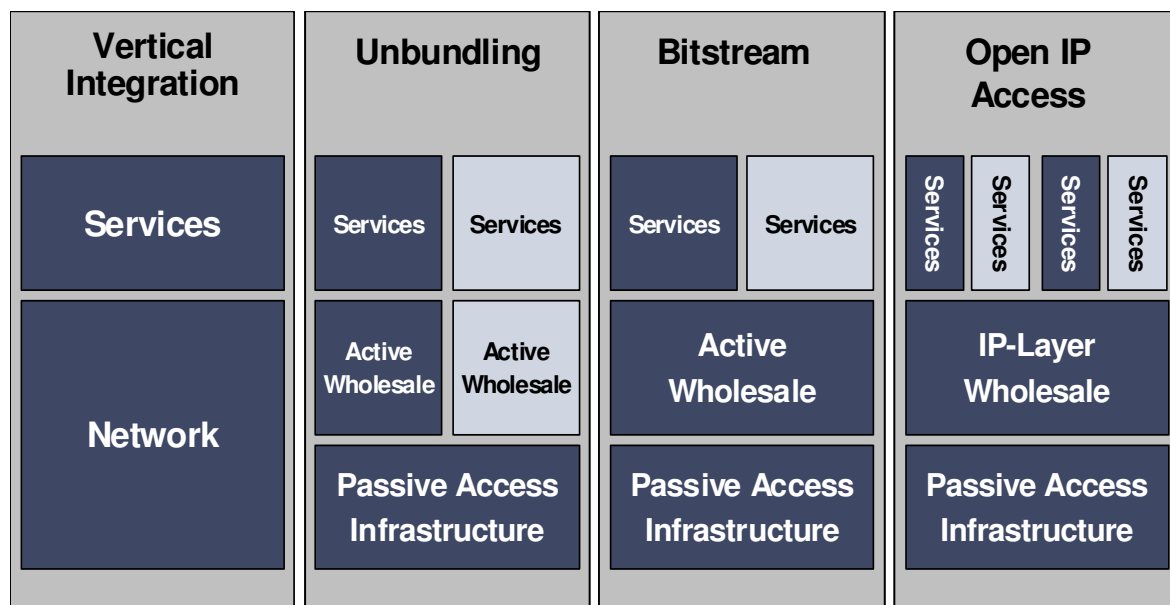 Vertical
Integration
Services
Network
Unbundling
Services
Services
Active
Wholesale
Active
Wholesale
Passive Access
Infrastructure
Bitstream
Services
Services
Active
Wholesale
Passive Access
Infrastructure
Open IP
Access
Services
Services
Services
Services
IP-Layer
Wholesale
Passive Access
Infrastructure